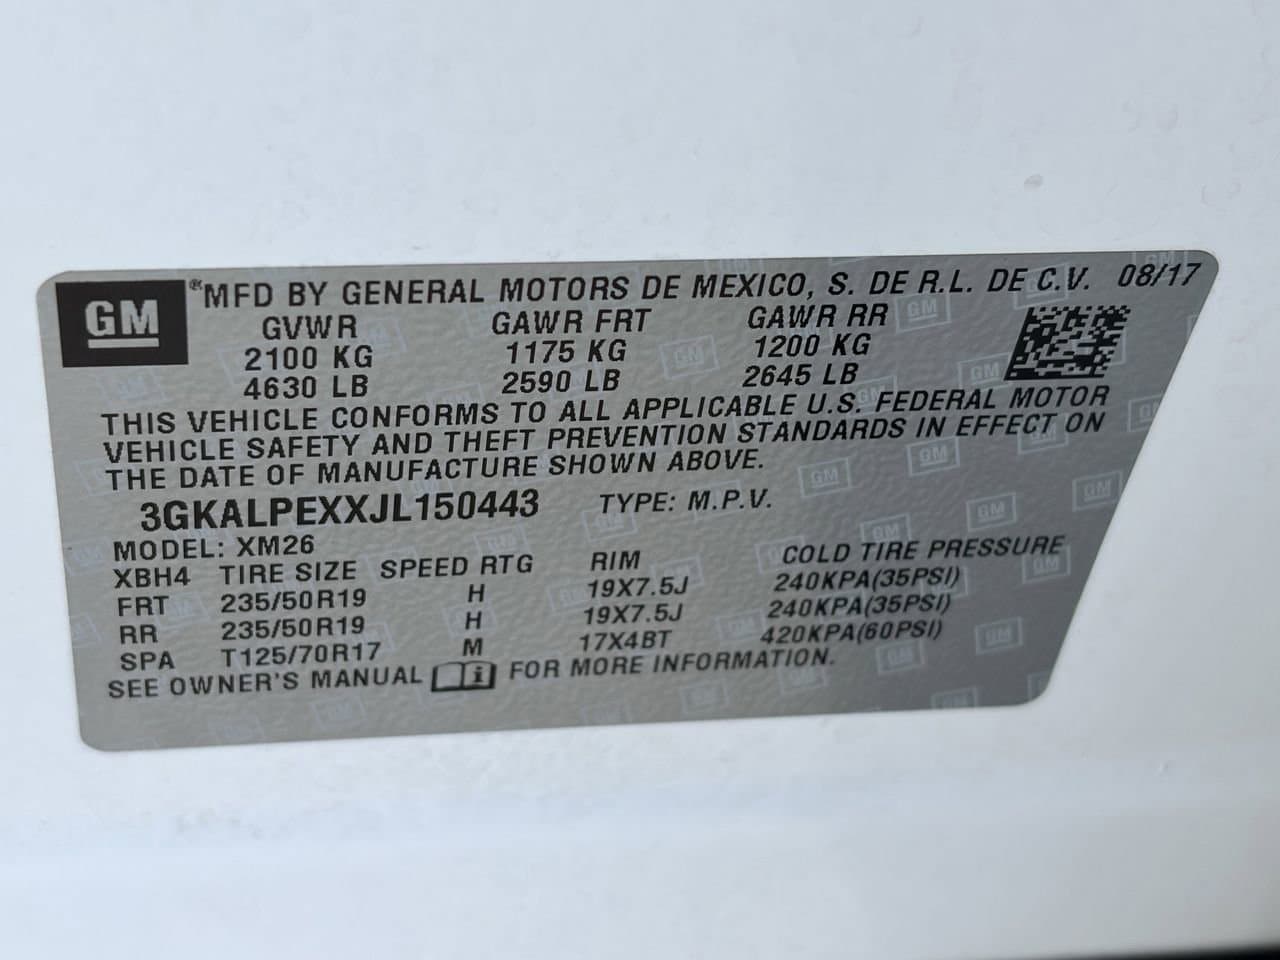 GM
®MFD BY GENERAL MOTORS DE MEXICO, S. DE R.L. DE C.V. 08/17
GVWR GAWR FRT GAWR RR
2100 KG 1175 KG 1200 KG
4630 LB 2590 LB 2645 LB
THIS VEHICLE CONFORMS TO ALL APPLICABLE U.S. FEDERAL MOTOR
VEHICLE SAFETY AND THEFT PREVENTION STANDARDS IN EFFECT ON
THE DATE OF MANUFACTURE SHOWN ABOVE.
3GKALPEXXJL150443 TYPE: M.P.V.
MODEL: XM26
XBH4 TIRE SIZE SPEED RTG RIM COLD TIRE PRESSURE
FRT 235/50R19 H 19X7.5J 240KPA(35PSI)
RR 235/50R19 H 19X7.5J 240KPA(35PSI)
SPA T125/70R17 M 17X4BT 420KPA(60PSI)
SEE OWNER'S MANUAL i FOR MORE INFORMATION.